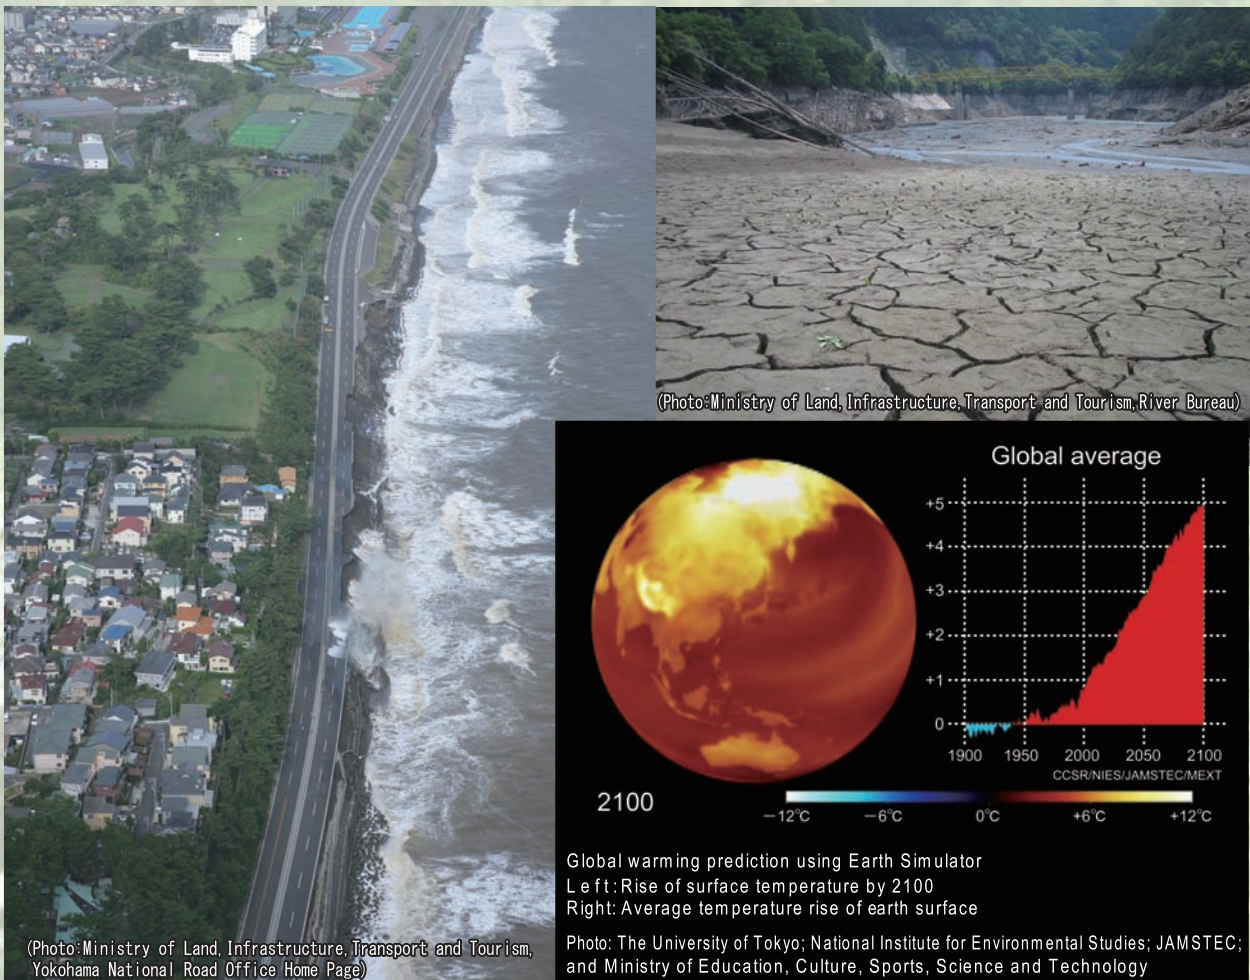 (Photo:Ministry of Land,Infrastructure,Transport and Tourism,River Bureau)
Global average
+5
+4
+3
+2
+1
0
1900 1950 2000 2050 2100
CCSR/NIES/JAMSTEC/MEXT
2100
−12℃ −6℃ 0℃ +6℃ +12℃
Global warming prediction using Earth Simulator
Left:Rise of surface temperature by 2100
Right: Average temperature rise of earth surface
Photo: The University of Tokyo; National Institute for Environmental Studies; JAMSTEC;
and Ministry of Education, Culture, Sports, Science and Technology
(Photo:Ministry of Land,Infrastructure,Transport and Tourism,
Yokohama National Road Office Home Page)